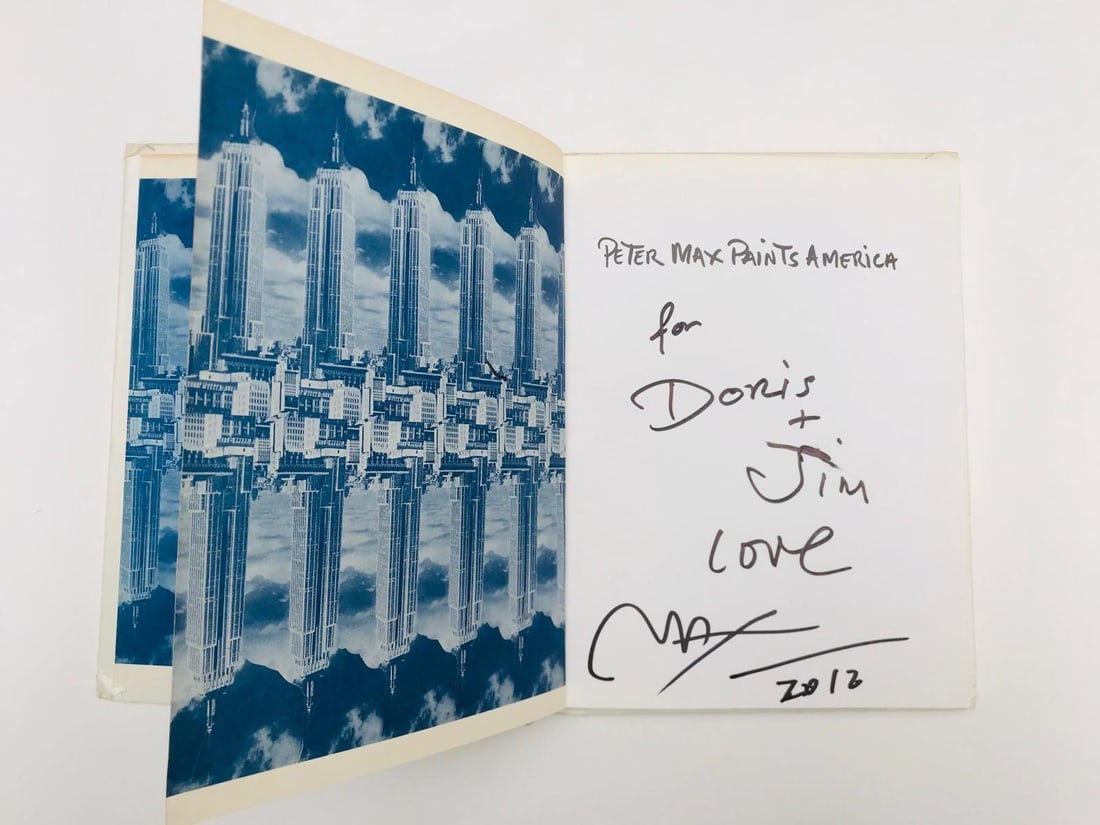 PETER MAX PAINTS AMERICA
for
Doris
+
Jim
Love
MAX
2012